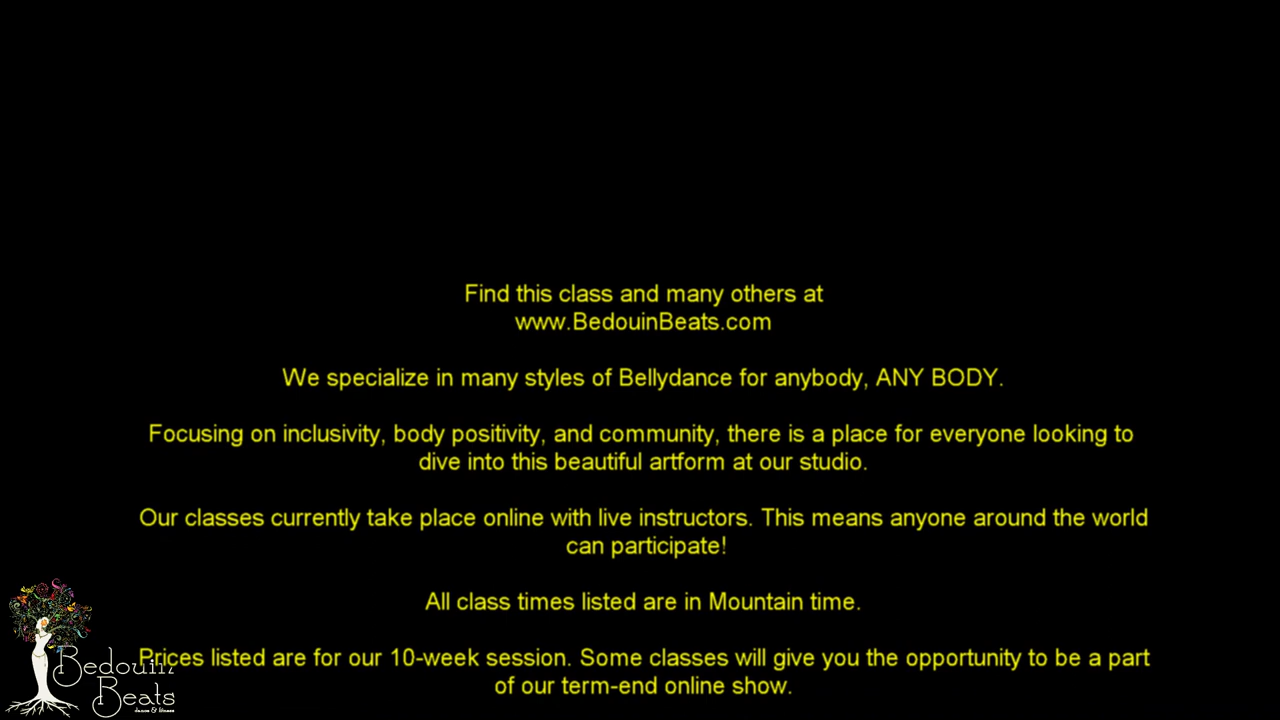 Find this class and many others at
www.BedouinBeats.com
We specialize in many styles of Bellydance for anybody, ANY BODY.
Focusing on inclusivity, body positivity, and community, there is a place for everyone looking to
dive into this beautiful artform at our studio.
Our classes currently take place online with live instructors. This means anyone around the world
can participate!
All class times listed are in Mountain time.
Prices listed are for our 10-week session. Some classes will give you the opportunity to be a part
of our term-end online show.
Bedouin
Beats